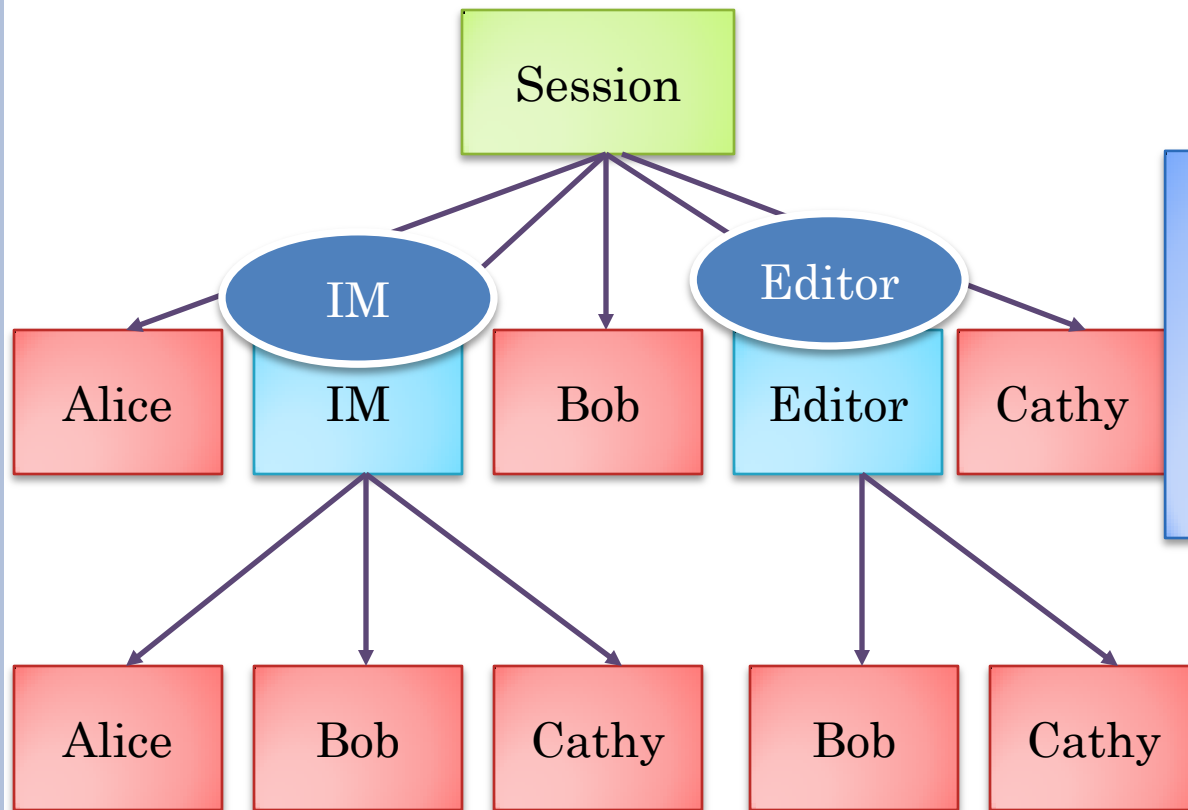 Session
IM
Editor
Alice
IM
Bob
Editor
Cathy
Alice
Bob
Cathy
Bob
Cathy